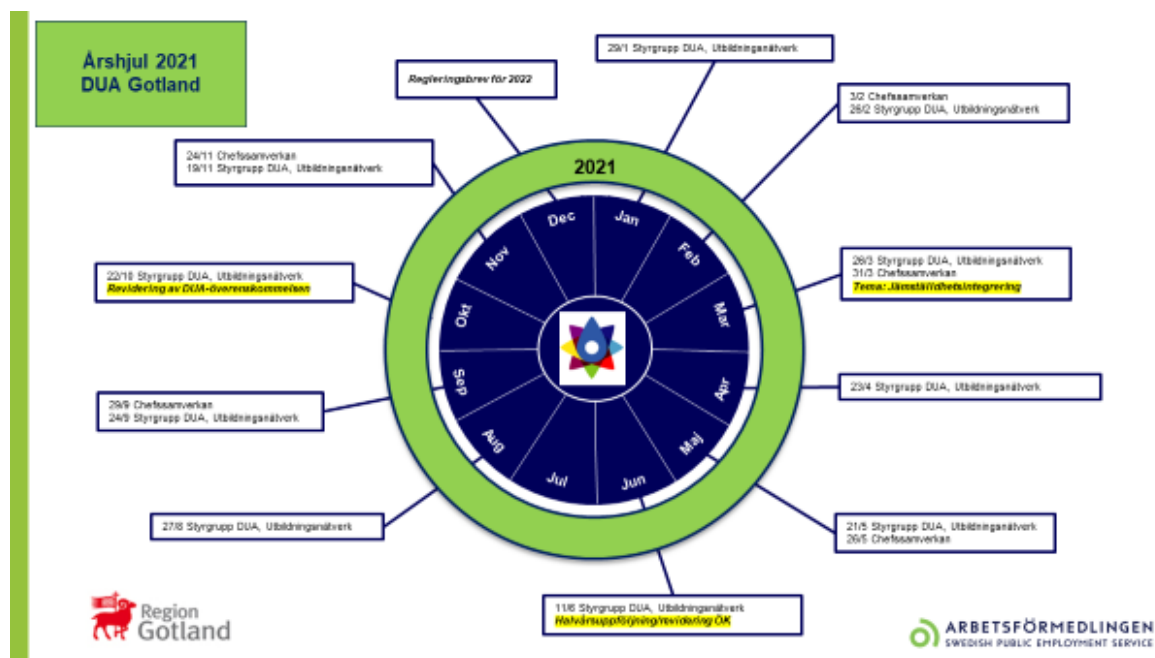 Årshjul 2021
DUA Gotland
Regleringsbrev för 2022
29/1 Styrgrupp DUA, Utbildningsnätverk
3/2 Chefssamverkan
26/2 Styrgrupp DUA, Utbildningsnätverk
24/11 Chefssamverkan
19/11 Styrgrupp DUA, Utbildningsnätverk
2021
Dec
Jan
Nov
Feb
26/3 Styrgrupp DUA, Utbildningsnätverk
31/3 Chefssamverkan
Tema: Jämställdhetsintegrering
22/10 Styrgrupp DUA, Utbildningsnätverk
Revidering av DUA-överenskommelsen
Okt
Mar
Sep
Apr
23/4 Styrgrupp DUA, Utbildningsnätverk
29/9 Chefssamverkan
24/9 Styrgrupp DUA, Utbildningsnätverk
Aug
Maj
Jul
Jun
27/8 Styrgrupp DUA, Utbildningsnätverk
21/5 Styrgrupp DUA, Utbildningsnätverk
26/5 Chefssamverkan
11/6 Styrgrupp DUA, Utbildningsnätverk
Halvårsuppföljning/revidering ÖK
Region
Gotland
ARBETSFÖRMEDLINGEN
SWEDISH PUBLIC EMPLOYMENT SERVICE